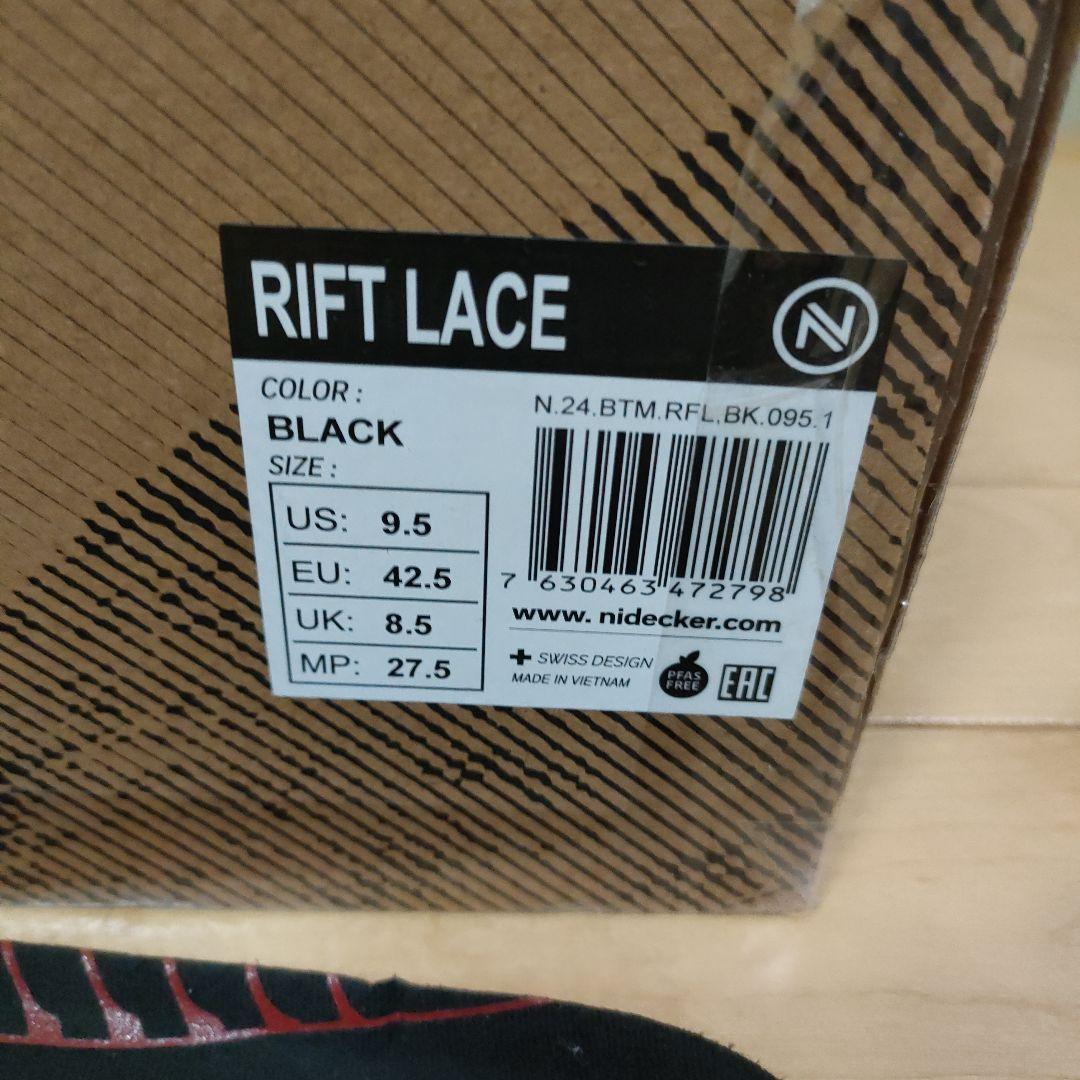 RIFT LACE
COLOR :
BLACK
SIZE :
US: 9.5
EU: 42.5
UK: 8.5
MP: 27.5
N.24.BTM.RFL.BK.095.1
7 630463 472798
www. nidecker.com
+ SWISS DESIGN
MADE IN VIETNAM
PFAS
FREE
EAC